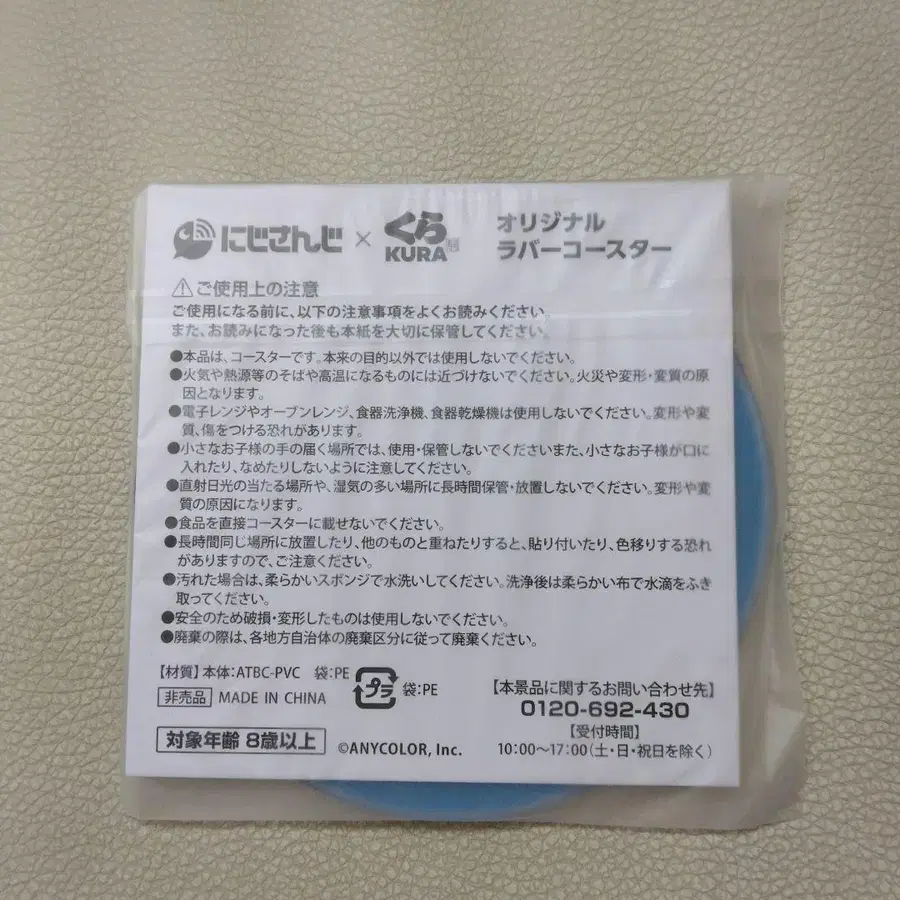 にじさんじ × くら KURA オリジナル
ラバーコースター
⚠ご使用上の注意
ご使用になる前に、以下の注意事項をよくお読みください。
また、お読みになった後も本紙を大切に保管してください。
●本品は、コースターです。本来の目的以外では使用しないでください。
●火気や熱源等のそばや高温になるものには近づけないでください。火災や変形・変質の原
因となります。
●電子レンジやオーブンレンジ、食器洗浄機、食器乾燥機は使用しないでください。変形や変
質、傷をつける恐れがあります。
●小さなお子様の手の届く場所では、使用・保管しないでくださいまた、小さなお子様が口に
入れたり、なめたりしないように注意してください。
●直射日光の当たる場所や、湿気の多い場所に長時間保管・放置しないでください。変形や変
質の原因になります。
●食品を直接コースターに載せないでください。
●長時間同じ場所に放置したり、他のものと重ねたりすると、貼り付いたり、色移りする恐れ
がありますので、ご注意ください。
●汚れた場合は、柔らかいスポンジで水洗いしてください。洗浄後は柔らかい布で水滴をふき
取ってください。
●安全のため破損・変形したものは使用しないでください。
●廃棄の際は、各地方自治体の廃棄区分に従って廃棄ください。
【材質】本体:ATBC-PVC 袋:PE プラ 袋:PE
非売品 MADE IN CHINA
対象年齢 8歳以上 ©ANYCOLOR, Inc.
【本景品に関するお問い合わせ先】
0120-692-430
【受付時間】
10:00～17:00(土・日・祝日を除く)